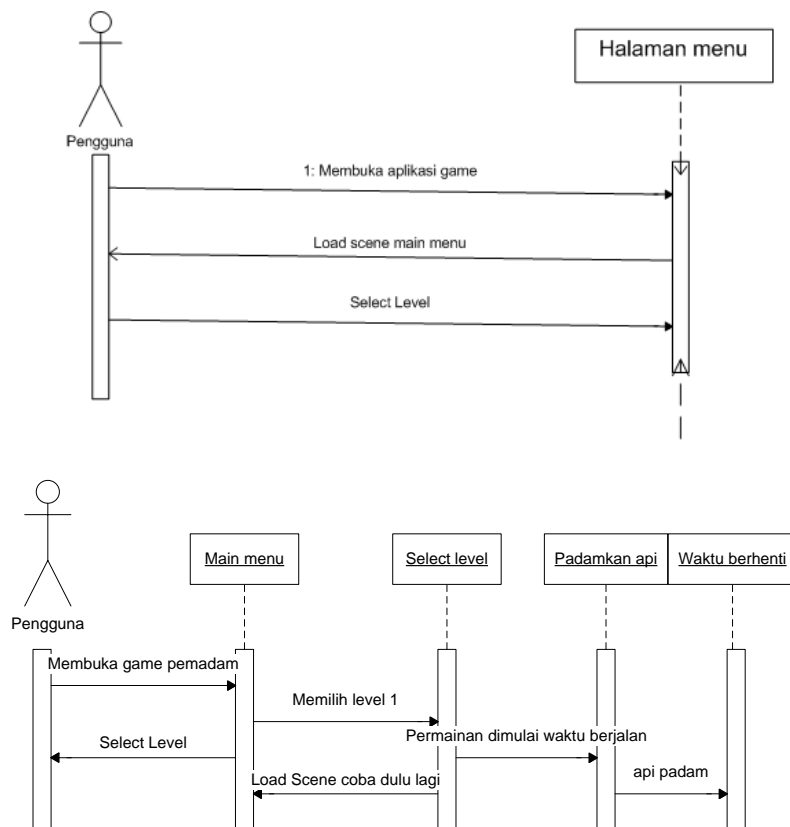 Halaman menu
Pengguna
1: Membuka aplikasi game
Load scene main menu
Select Level
Main menu
Select level
Padamkan api
Waktu berhenti
Pengguna
Membuka game pemadam
Memilih level 1
Select Level
Permainan dimulai waktu berjalan
Load Scene coba dulu lagi
api padam